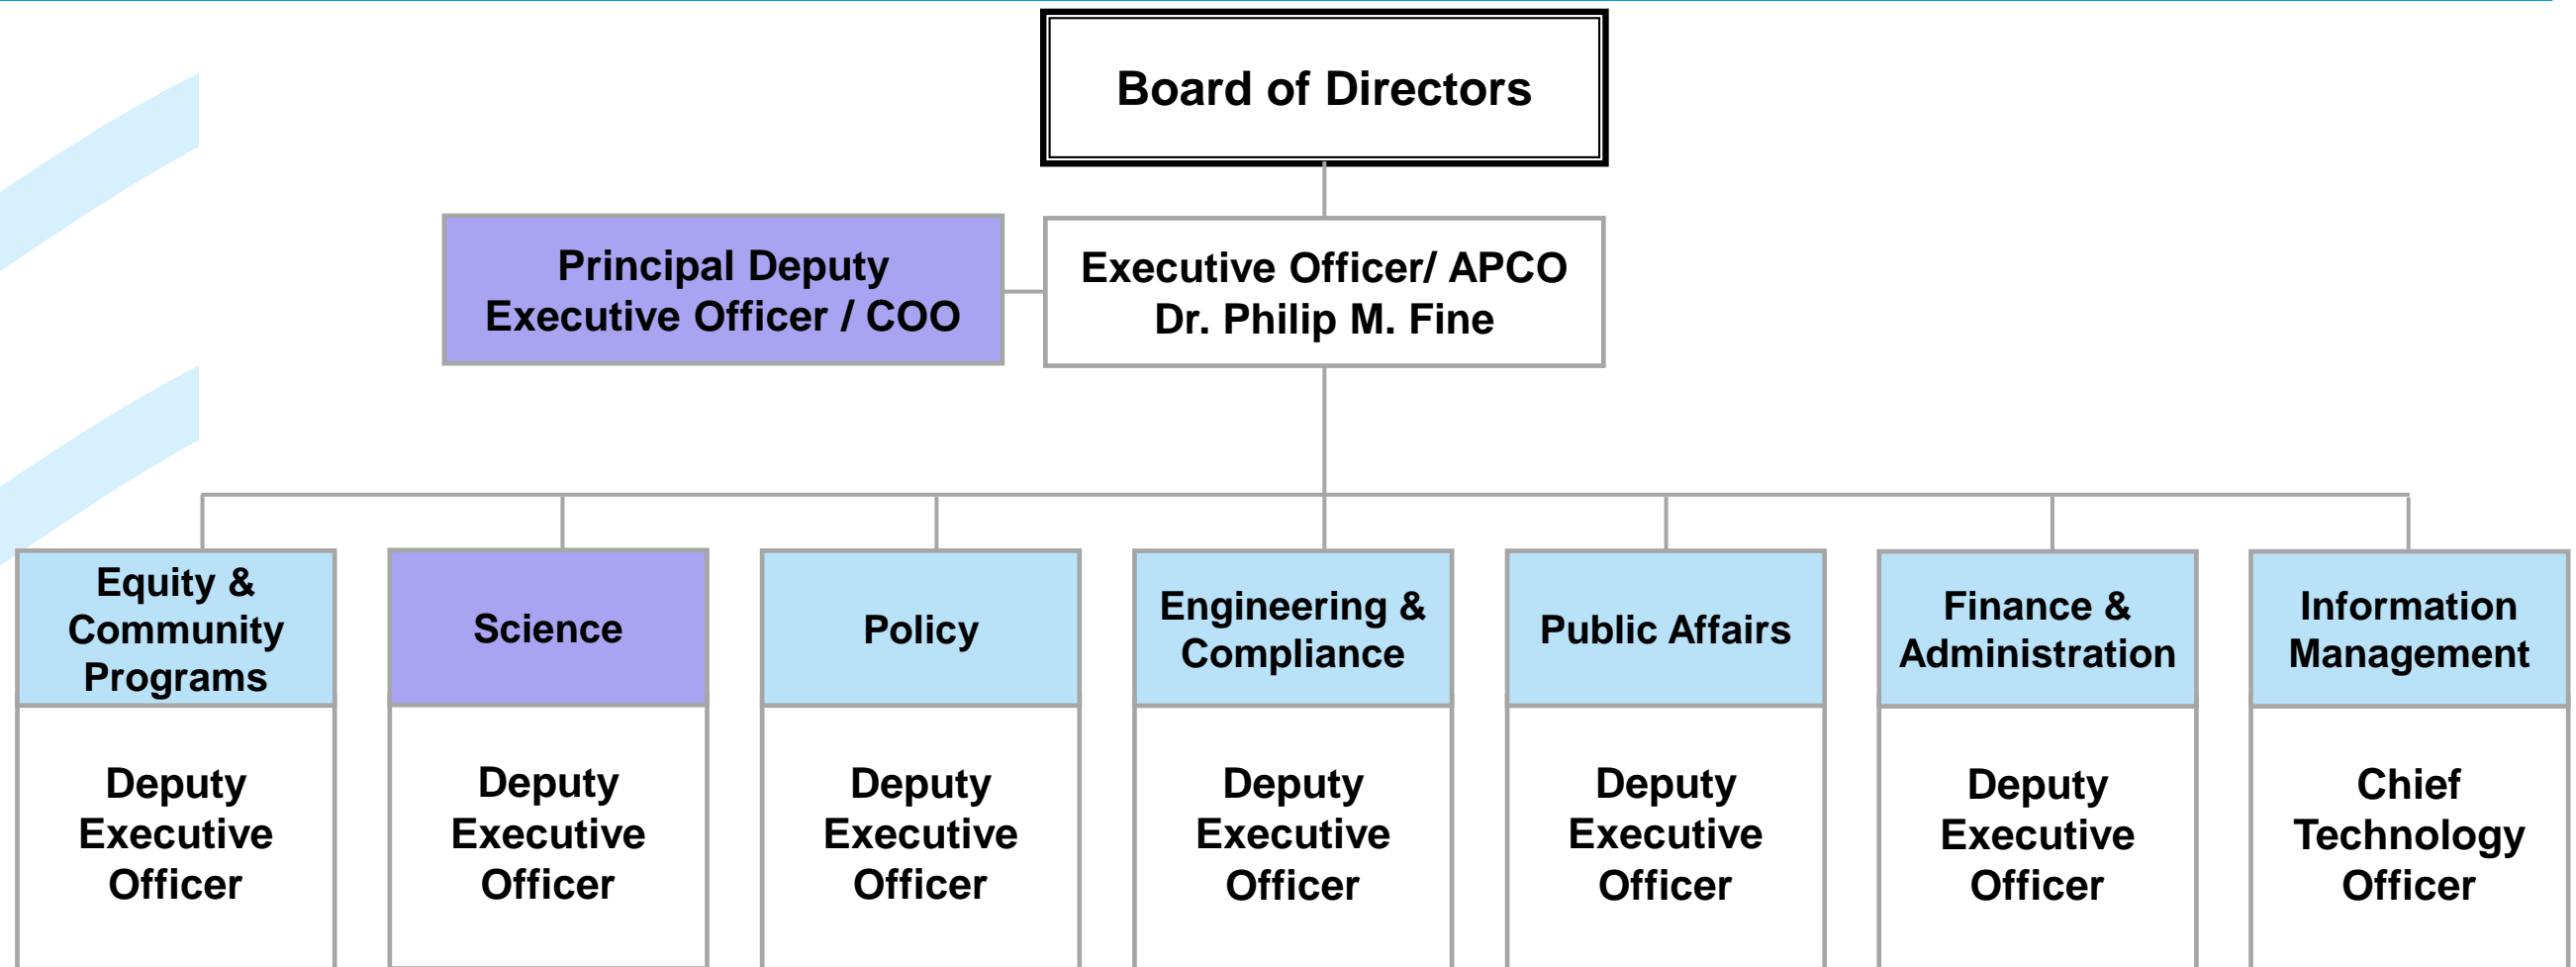 Board of Directors
Principal Deputy
Executive Officer / COO
Executive Officer/ APCO
Dr. Philip M. Fine
Equity &
Community
Programs
Science
Policy
Engineering &
Compliance
Public Affairs
Finance &
Administration
Information
Management
Deputy
Executive
Officer
Deputy
Executive
Officer
Deputy
Executive
Officer
Deputy
Executive
Officer
Deputy
Executive
Officer
Deputy
Executive
Officer
Chief
Technology
Officer